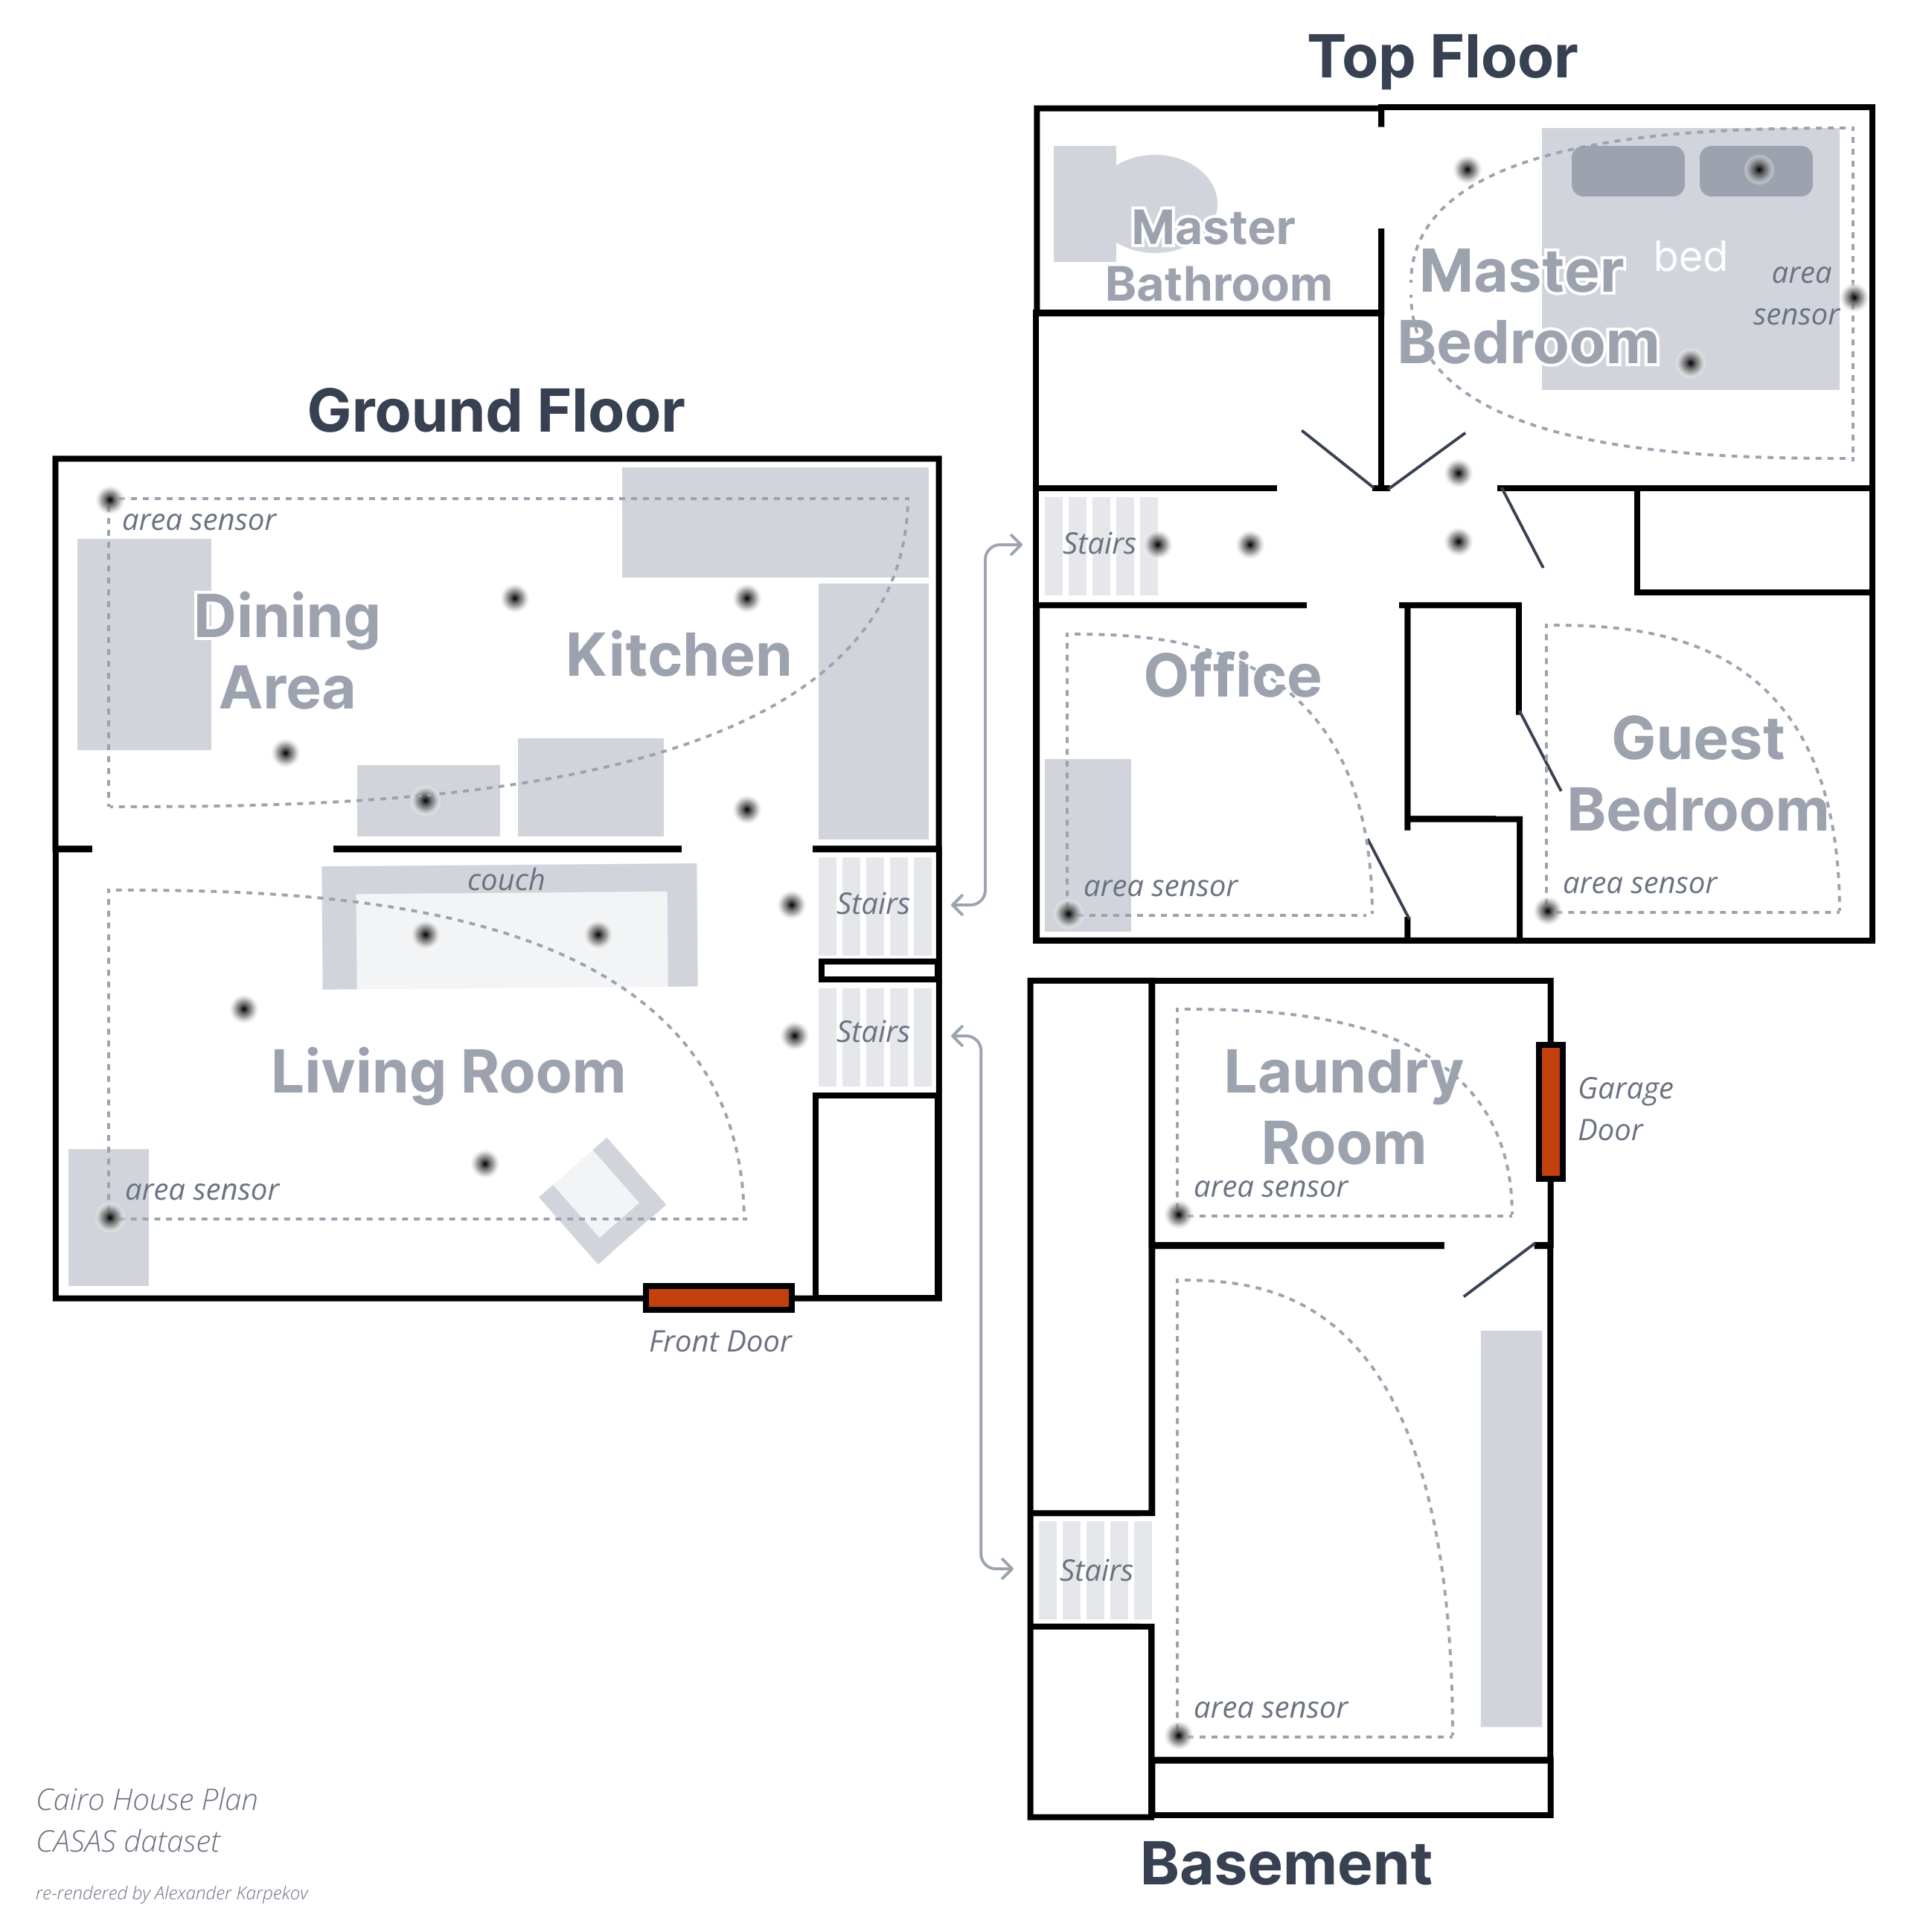 Top Floor
Master
Bathroom
Master
Bedroom
bed
area
sensor
Stairs
Office
area sensor
Guest
Bedroom
area sensor
Ground Floor
area sensor
Dining
Area
Kitchen
couch
Stairs
Stairs
Living Room
area sensor
Front Door
Laundry
Room
area sensor
Garage
Door
Stairs
area sensor
Basement
Cairo House Plan
CASAS dataset
re-rendered by Alexander Karpekov